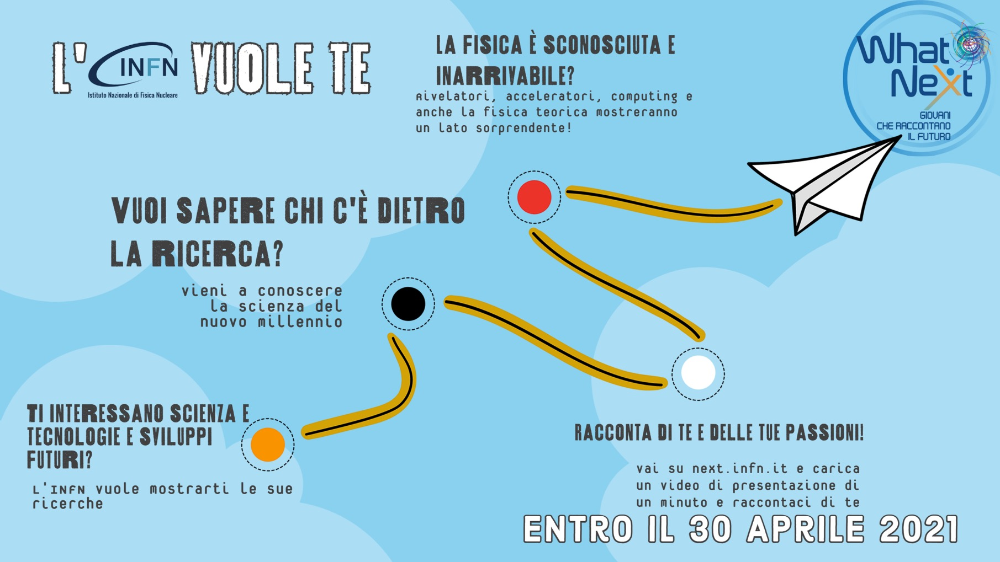 L' INFN VUOLE TE
Istituto Nazionale di Fisica Nucleare
LA FISICA È SCONOSCIUTA E
INARRIVABILE?
Rivelatori, acceleratori, computing e
anche la fisica teorica mostreranno
un lato sorprendente!
What
Next
GIOVANI
CHE RACCONTANO
IL FUTURO
VUOI SAPERE CHI C'È DIETRO
LA RICERCA?
vieni a conoscere
la scienza del
nuovo millennio
TI INTERESSANO SCIENZA E
TECNOLOGIE E SVILUPPI
FUTURI?
L'INFN vuole mostrarti le sue
ricerche
RACCONTA DI TE E DELLE TUE PASSIONI!
vai su next.infn.it e carica
un video di presentazione di
un minuto e raccontaci di te
ENTRO IL 30 APRILE 2021